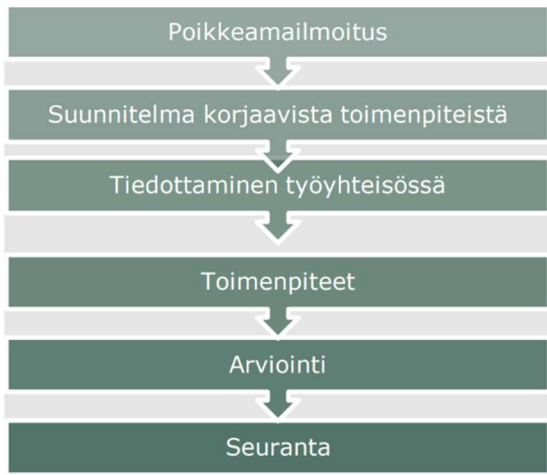 Poikkeamailmoitus
Suunnitelma korjaavista toimenpiteistä
Tiedottaminen työyhteisössä
Toimenpiteet
Arviointi
Seuranta